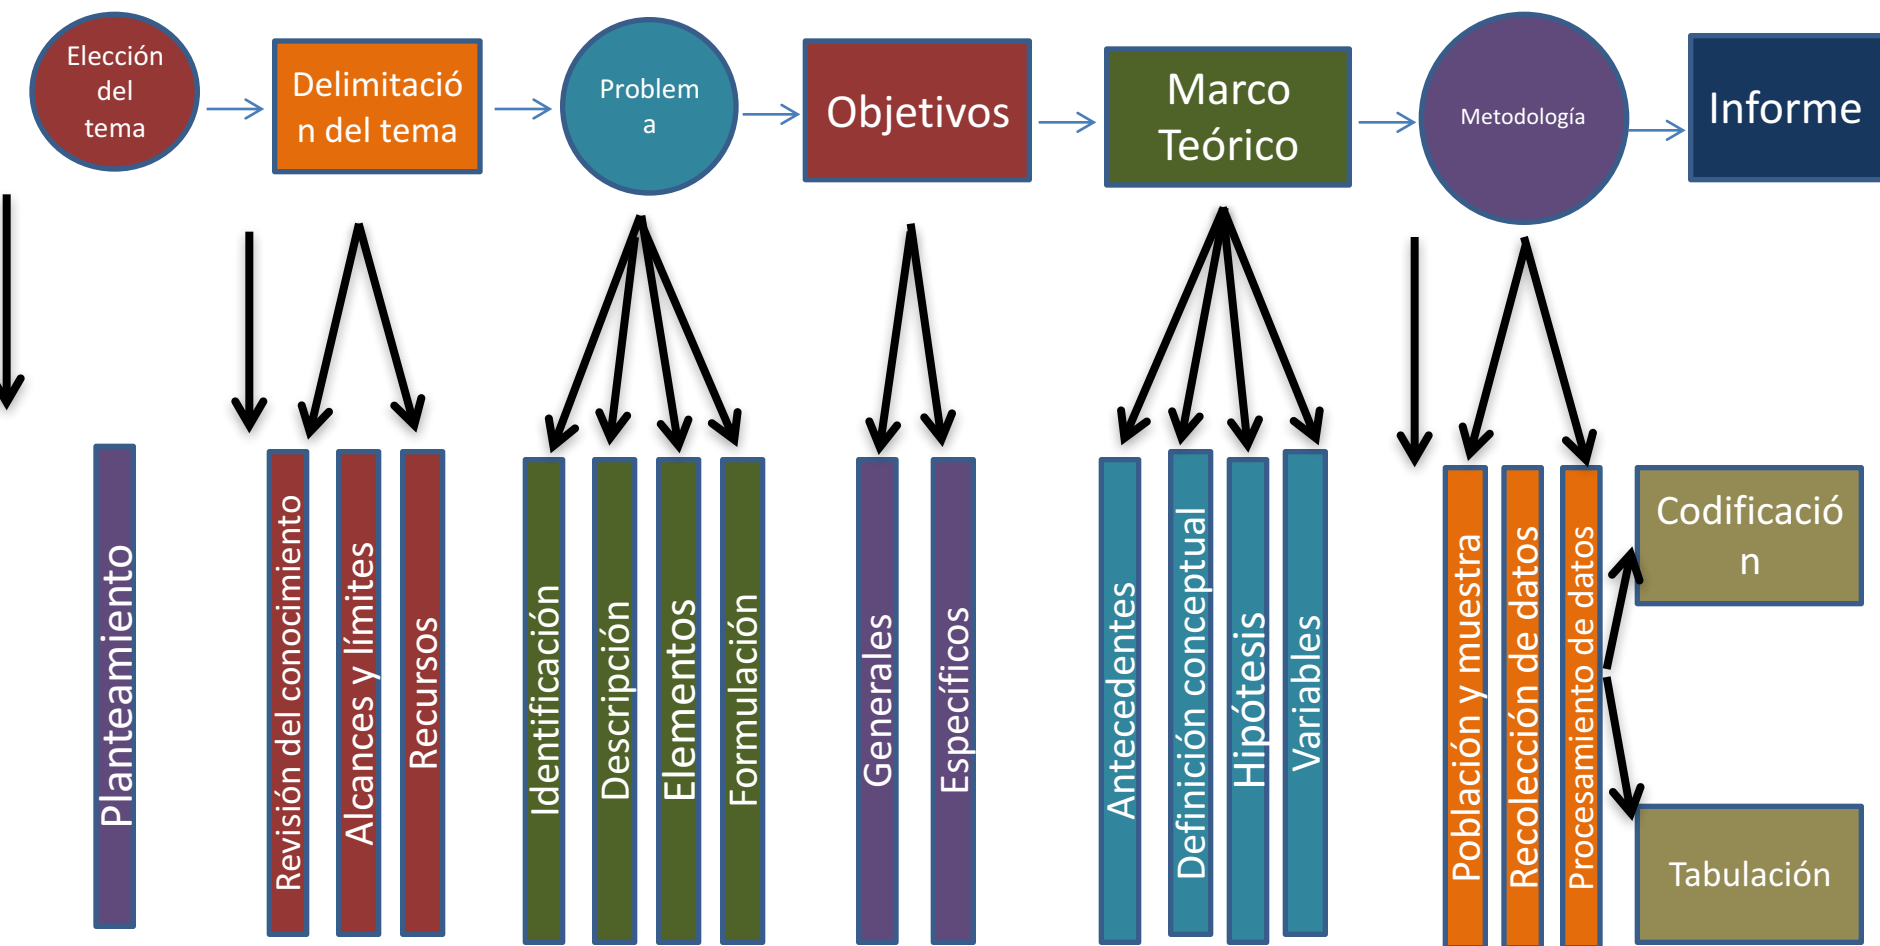 Elección
del
tema
Delimitació
n del tema
Problem
a
Objetivos
Marco
Teórico
Metodología
Informe
Planteamiento
Revisión del conocimiento
Alcances y límites
Recursos
Identificación
Descripción
Elementos
Formulación
Generales
Específicos
Antecedentes
Definición conceptual
Hipótesis
Variables
Población y muestra
Recolección de datos
Procesamiento de datos
Codificació
n
Tabulación